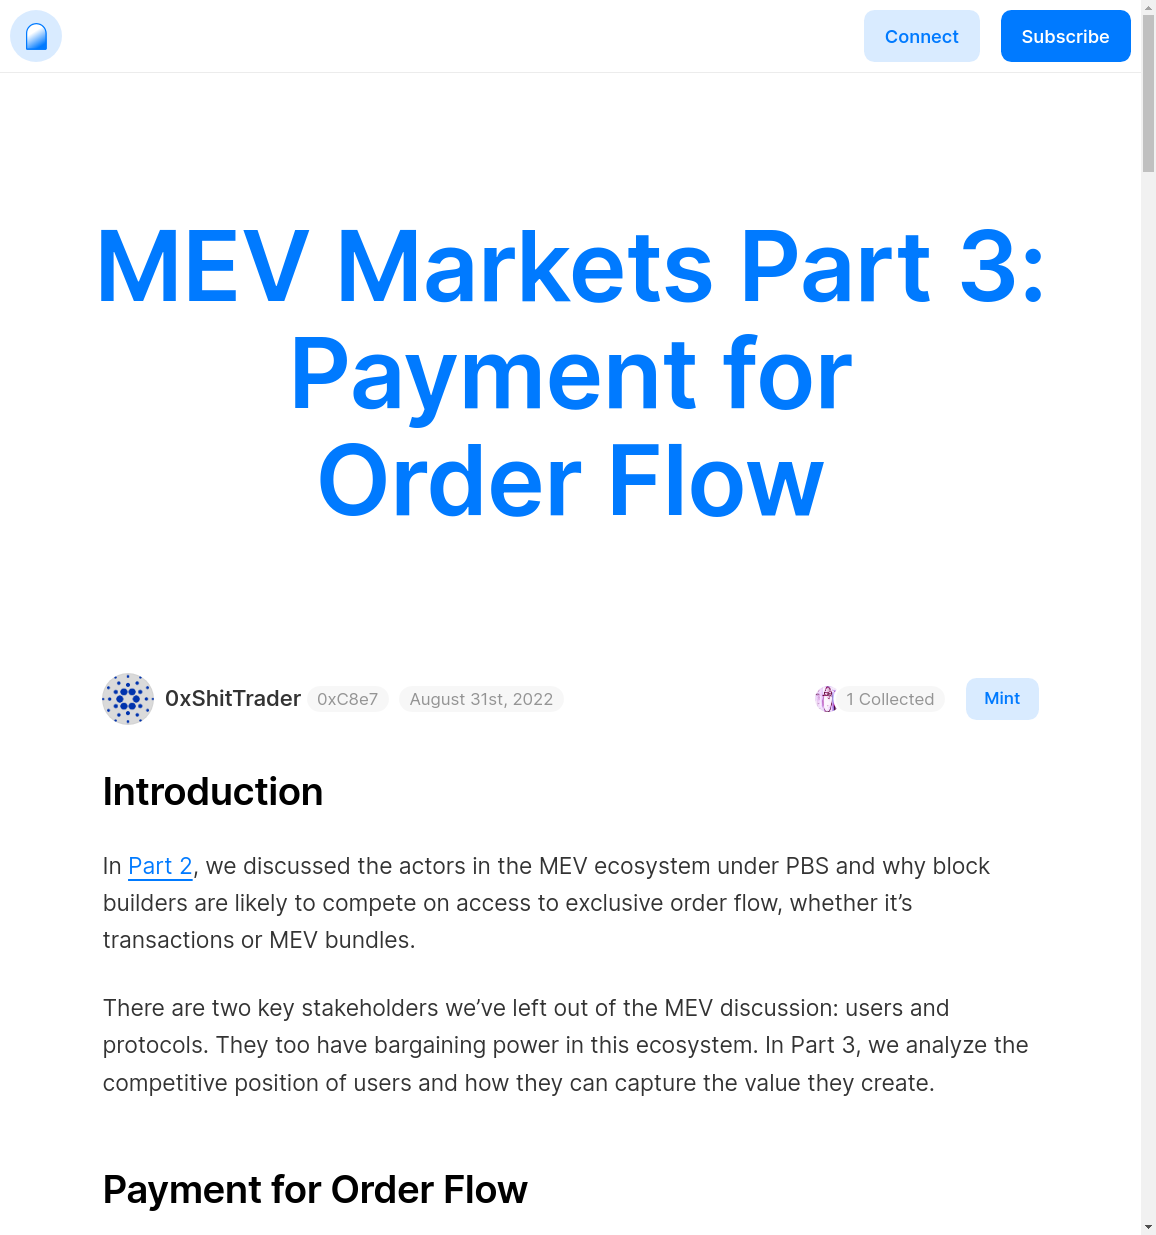 Connect
Subscribe
MEV Markets Part 3:
Payment for
Order Flow
0xShitTrader
0xC8e7
August 31st, 2022
1 Collected
Mint
Introduction
In Part 2, we discussed the actors in the MEV ecosystem under PBS and why block
builders are likely to compete on access to exclusive order flow, whether it’s
transactions or MEV bundles.
There are two key stakeholders we’ve left out of the MEV discussion: users and
protocols. They too have bargaining power in this ecosystem. In Part 3, we analyze the
competitive position of users and how they can capture the value they create.
Payment for Order Flow